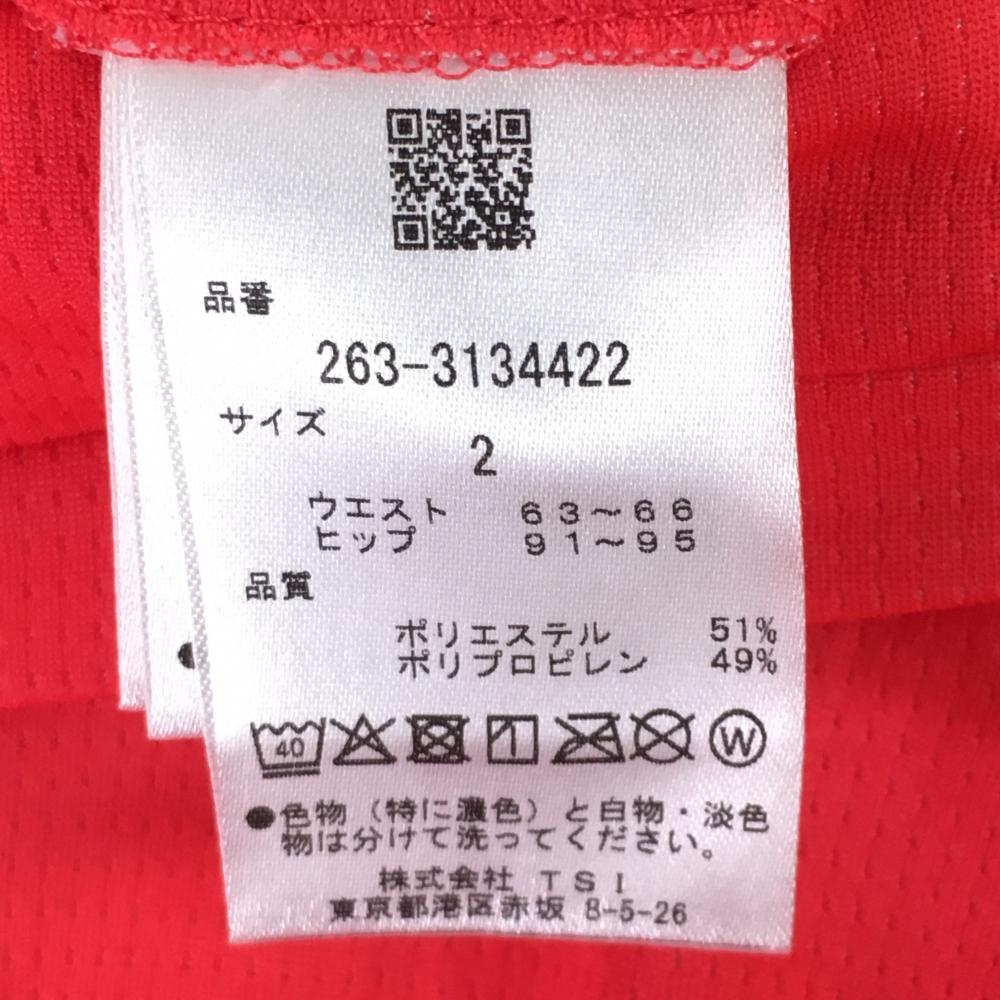 品番
263-3134422
サイズ
2
ウエスト 63~66
ヒップ 91~95
品質
ポリエステル 51%
ポリプロピレン 49%
40 W
●色物(特に濃色)と白物・淡色
物は分けて洗ってください。
株式会社 TSI
東京都港区赤坂 8-5-26